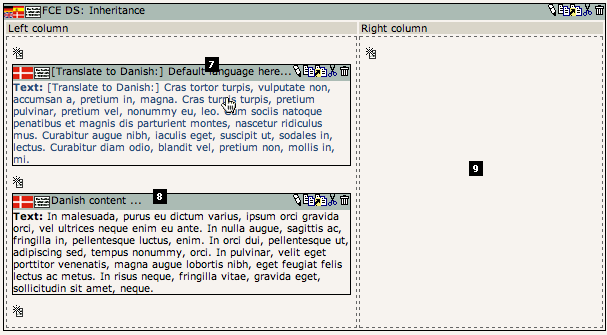 FCE DS: Inheritance
Left column
Right column
7
[Translate to Danish:] Default language here...
Text: [Translate to Danish:] Cras tortor turpis, vulputate non,
accumsan a, pretium in, magna. Cras turpis turpis, pretium
pulvinar, pretium vel, nonummy eu, leo. Cum sociis natoque
penatibus et magnis dis parturient montes, nascetur ridiculus
mus. Curabitur augue nibh, iaculis eget, suscipit ut, sodales in,
lectus. Curabitur diam odio, blandit vel, pretium non, mollis in,
mi.
8
9
Danish content ...
Text: In malesuada, purus eu dictum varius, ipsum orci gravida
orci, vel ultrices neque enim eu ante. In nulla augue, sagittis ac,
fringilla in, pellentesque luctus, enim. In orci dui, pellentesque ut,
adipiscing sed, tempus nonummy, orci. In pulvinar, velit eget
porttitor venenatis, magna augue lobortis nibh, eget feugiat felis
lectus ac metus. In risus neque, fringilla vitae, gravida eget,
sollicitudin sit amet, neque.